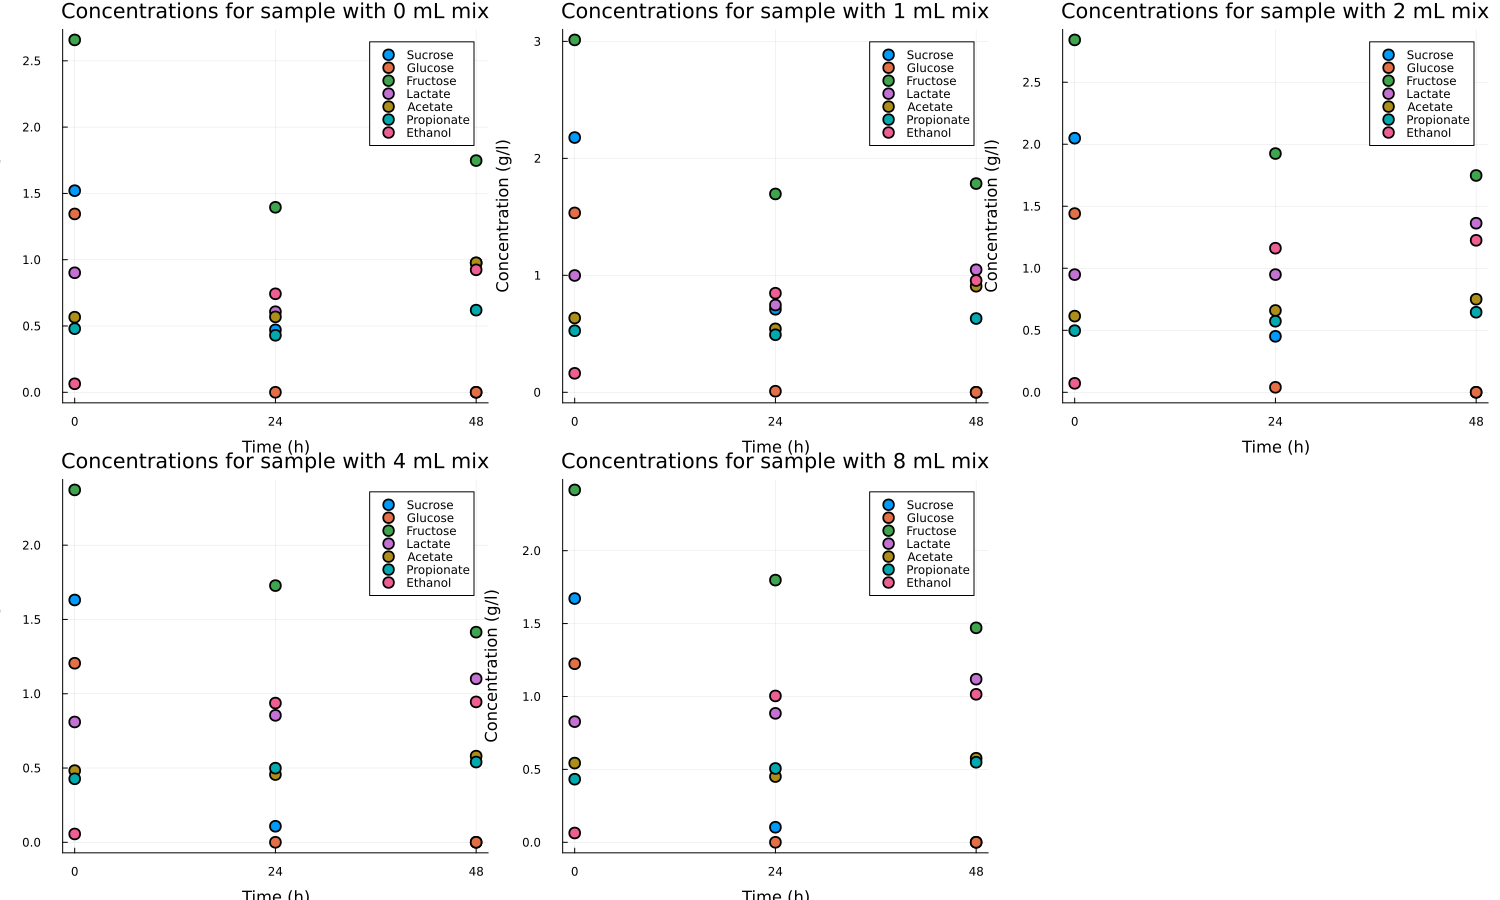 Concentrations for sample with 0 mL mix
2.5
2.0
1.5
1.0
0.5
0.0
0
24
48
Time (h)
Sucrose
Glucose
Fructose
Lactate
Acetate
Propionate
Ethanol
Concentrations for sample with 1 mL mix
Concentration (g/l)
3
2
1
0
0
24
48
Time (h)
Sucrose
Glucose
Fructose
Lactate
Acetate
Propionate
Ethanol
Concentrations for sample with 2 mL mix
Concentration (g/l)
2.5
2.0
1.5
1.0
0.5
0.0
0
24
48
Time (h)
Sucrose
Glucose
Fructose
Lactate
Acetate
Propionate
Ethanol
Concentrations for sample with 4 mL mix
2.0
1.5
1.0
0.5
0.0
0
24
48
Time (h)
Sucrose
Glucose
Fructose
Lactate
Acetate
Propionate
Ethanol
Concentrations for sample with 8 mL mix
Concentration (g/l)
2.0
1.5
1.0
0.5
0.0
0
24
48
Time (h)
Sucrose
Glucose
Fructose
Lactate
Acetate
Propionate
Ethanol